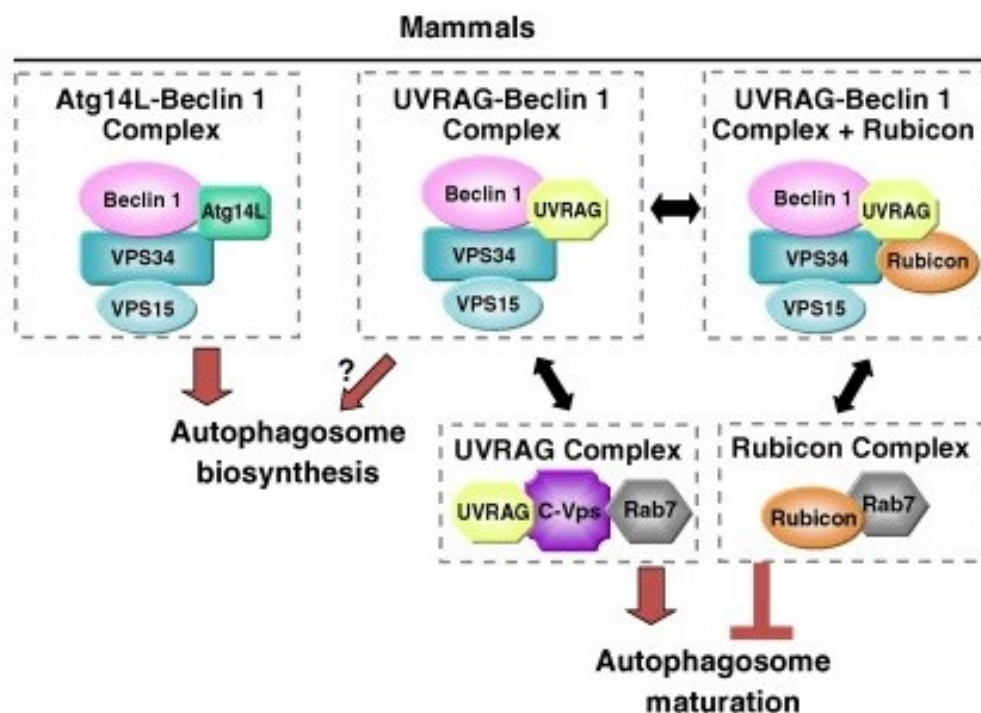 Mammals
Atg14L-Beclin 1
Complex
Beclin 1
Atg14L
VPS34
VPS15
UVRAG-Beclin 1
Complex
Beclin 1
UVRAG
VPS34
VPS15
UVRAG-Beclin 1
Complex + Rubicon
Beclin 1
UVRAG
VPS34
Rubicon
VPS15
?
Autophagosome
biosynthesis
UVRAG Complex
UVRAG
C-Vps
Rab7
Rubicon Complex
Rubicon
Rab7
Autophagosome
maturation